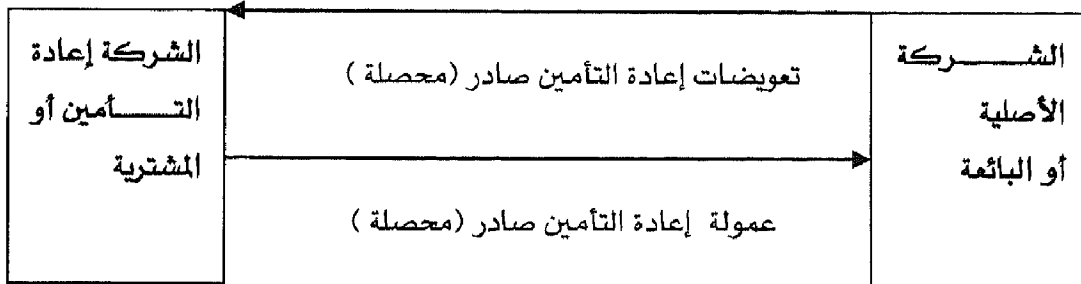 الشركة
الأصلية
أو البائعة
تعويضات إعادة التأمين صادر (محصلة )
عمولة إعادة التأمين صادر (محصلة )
الشركة إعادة
التأمين أو
المشترية